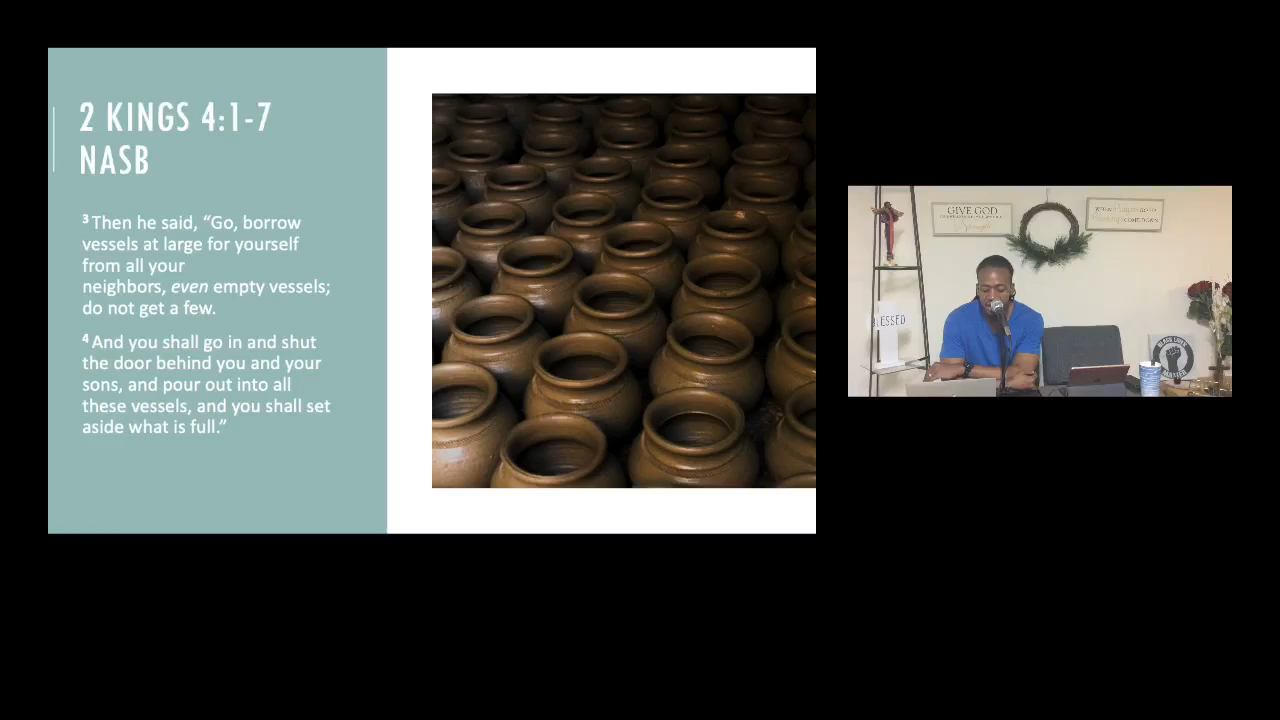 2 KINGS 4:1-7
NASB
3 Then he said, “Go, borrow
vessels at large for yourself
from all your
neighbors, even empty vessels;
do not get a few.
4 And you shall go in and shut
the door behind you and your
sons, and pour out into all
these vessels, and you shall set
aside what is full.”
GIVE GOD
BLESSED
BLACK LIVES
MATTER